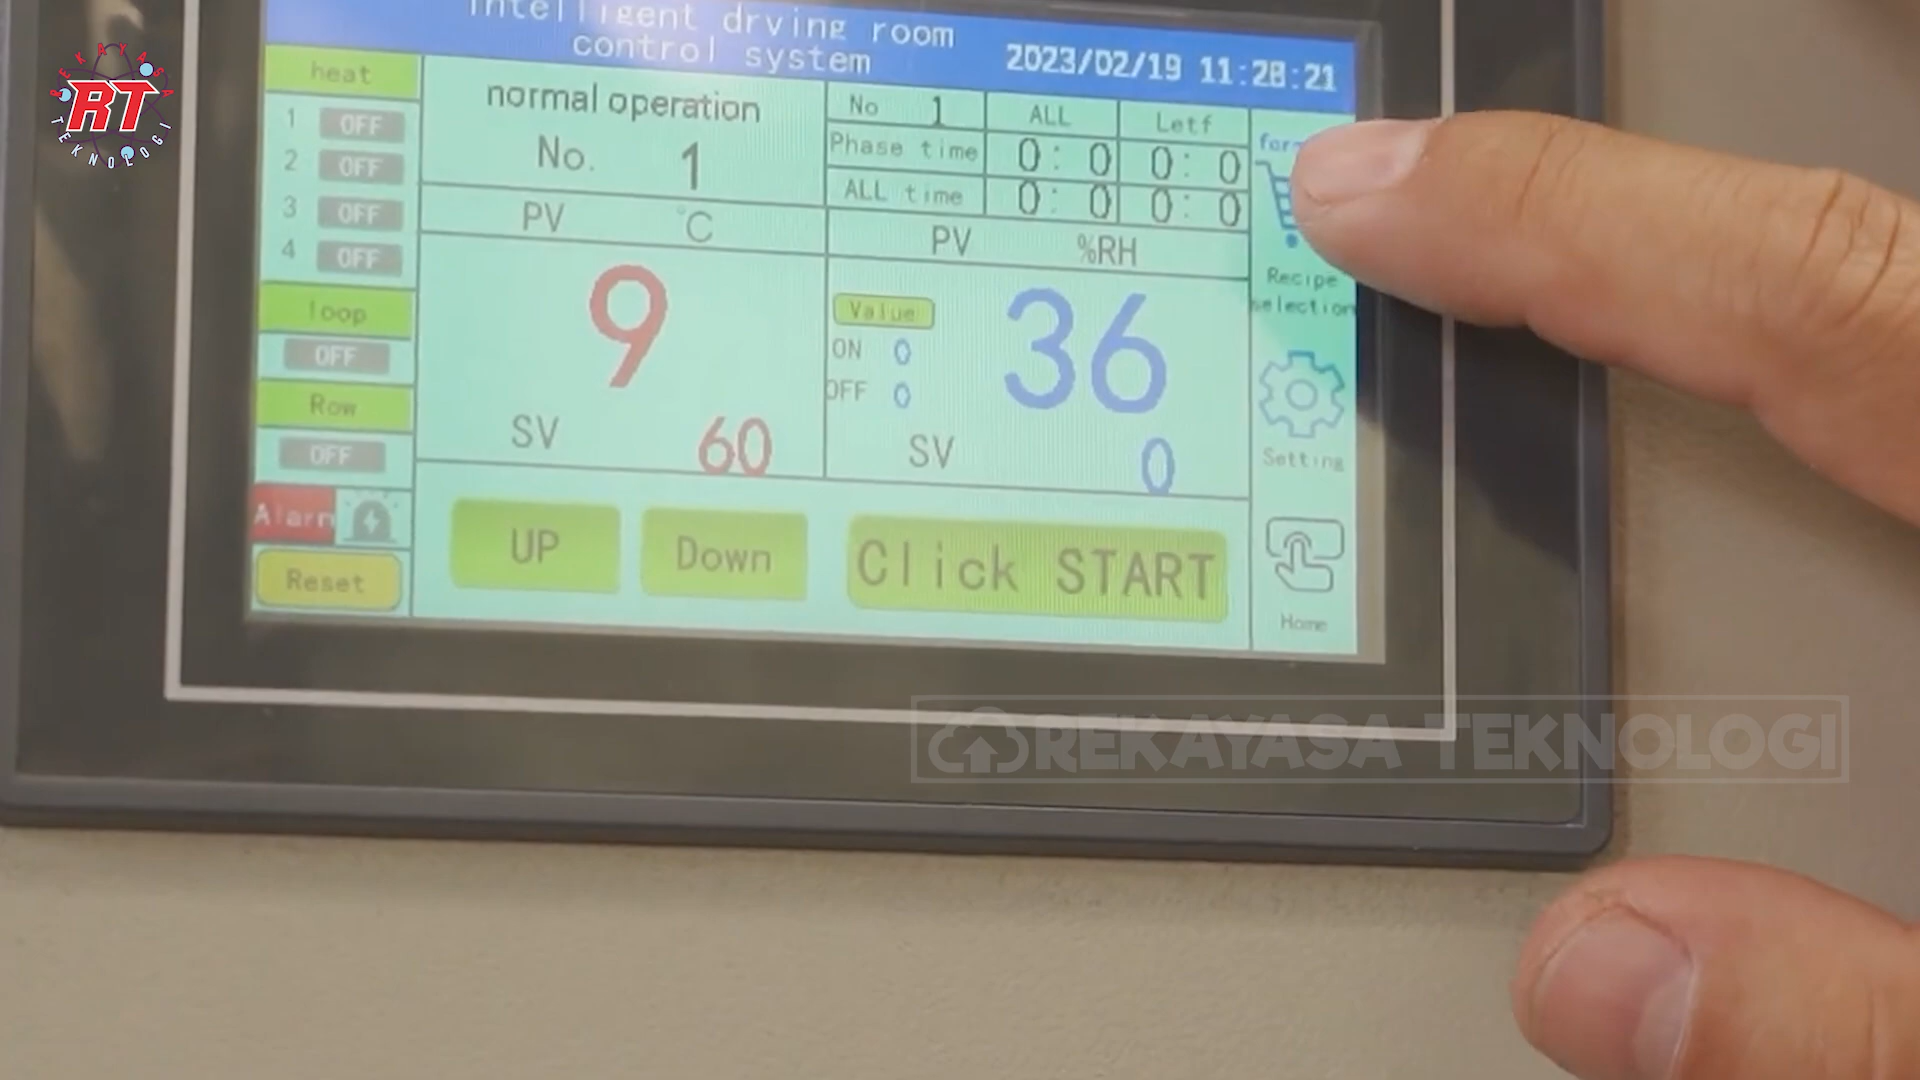 REKAYASA
RT
TEKNOLOGI
Intelligent drving room
control system
2023/02/19 11:28:21
heat
1 OFF
2 OFF
3 OFF
4 OFF
loop
OFF
Row
OFF
Alarm
Reset
normal operation
No. 1
PV °C
9
SV 60
No 1 ALL Letf
Phase time 0: 0 0: 0
ALL time 0: 0 0: 0
PV %RH
Value
ON 0
OFF 0
36
SV 0
UP
Down
Click START
Recipe
selection
Setting
Home
REKAYASA TEKNOLOGI